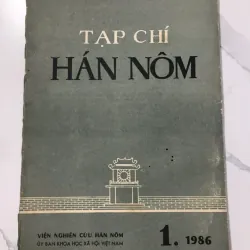 TẠP CHÍ
HÁN NÔM
VIỆN NGHIÊN CỨU HÁN NÔM
ỦY BAN KHOA HỌC XÃ HỘI VIỆT NAM
1. 1986